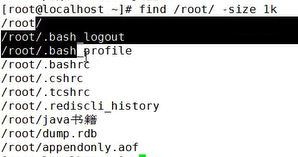 [root@localhost ~]# find /root/ -size 1k
/root/
/root/.bash_logout
/root/.bash_profile
/root/.bashrc
/root/.cshrc
/root/.tcshrc
/root/.rediscli_history
/root/java书籍
/root/dump.rdb
/root/appendonly.aof